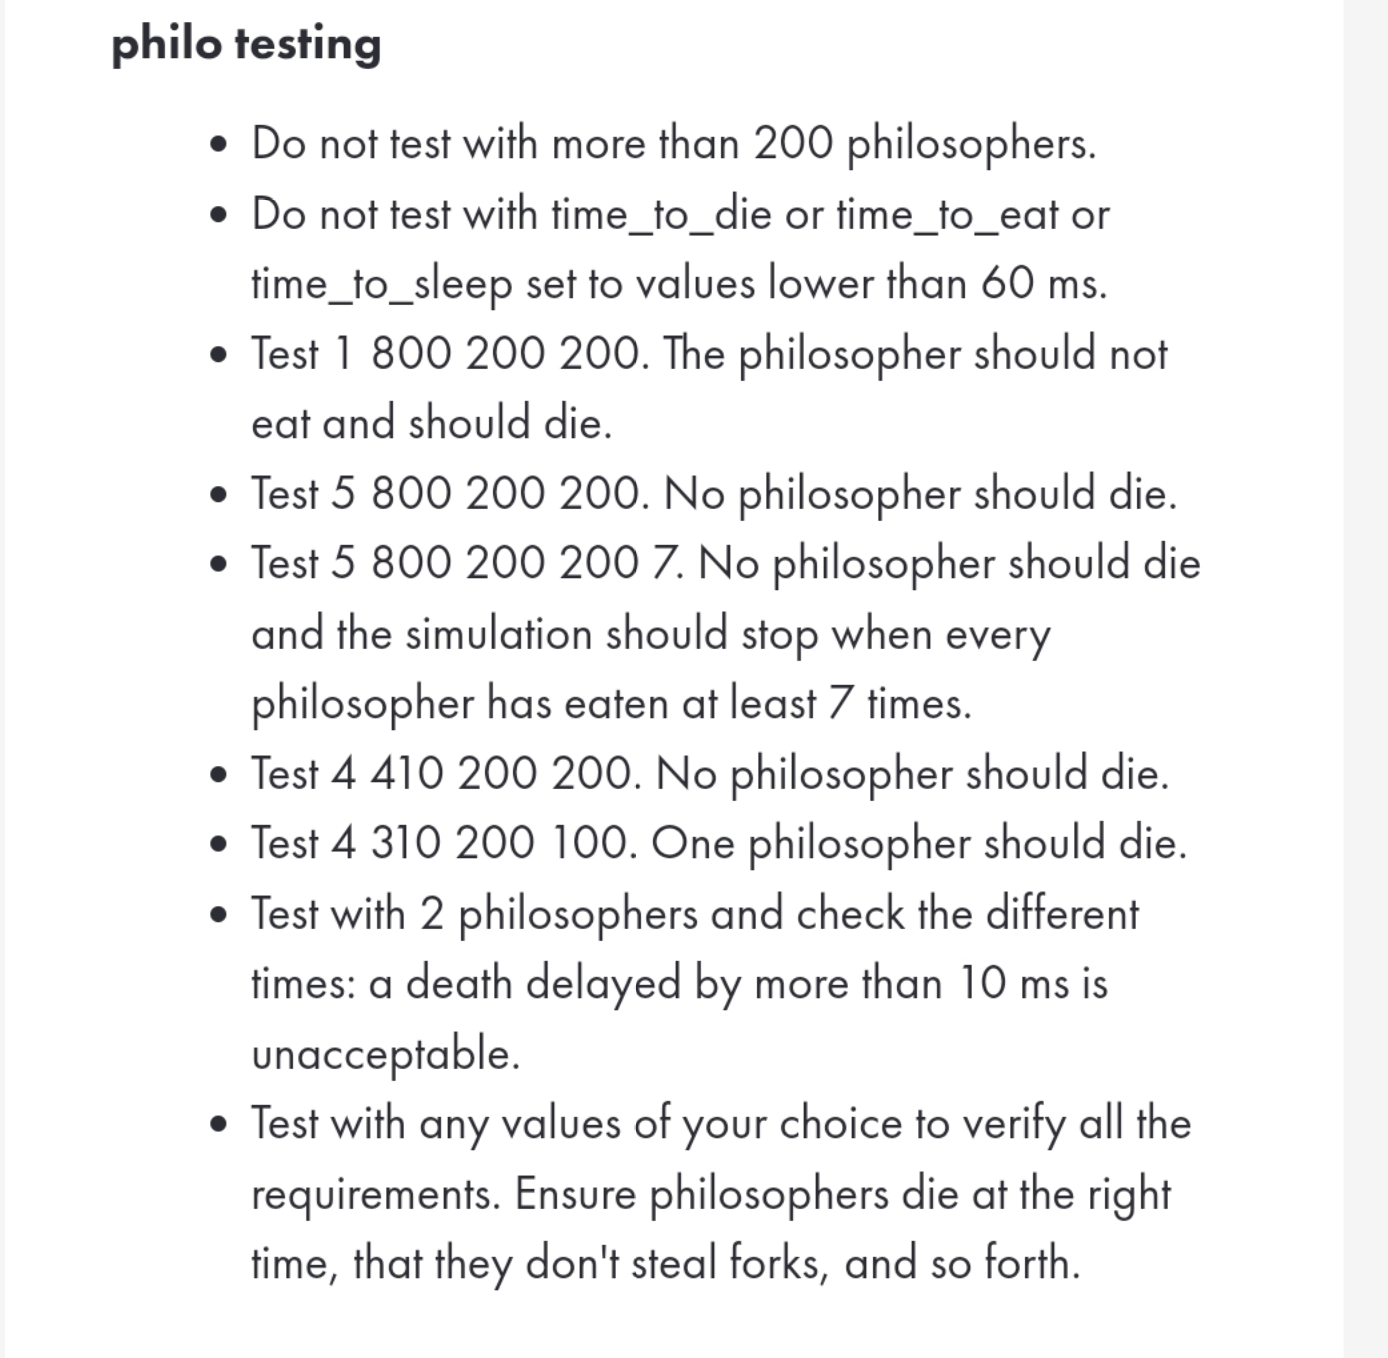 philo testing
• Do not test with more than 200 philosophers.
• Do not test with time_to_die or time_to_eat or
time_to_sleep set to values lower than 60 ms.
• Test 1 800 200 200. The philosopher should not
eat and should die.
• Test 5 800 200 200. No philosopher should die.
• Test 5 800 200 200 7. No philosopher should die
and the simulation should stop when every
philosopher has eaten at least 7 times.
• Test 4 410 200 200. No philosopher should die.
• Test 4 310 200 100. One philosopher should die.
• Test with 2 philosophers and check the different
times: a death delayed by more than 10 ms is
unacceptable.
• Test with any values of your choice to verify all the
requirements. Ensure philosophers die at the right
time, that they don't steal forks, and so forth.